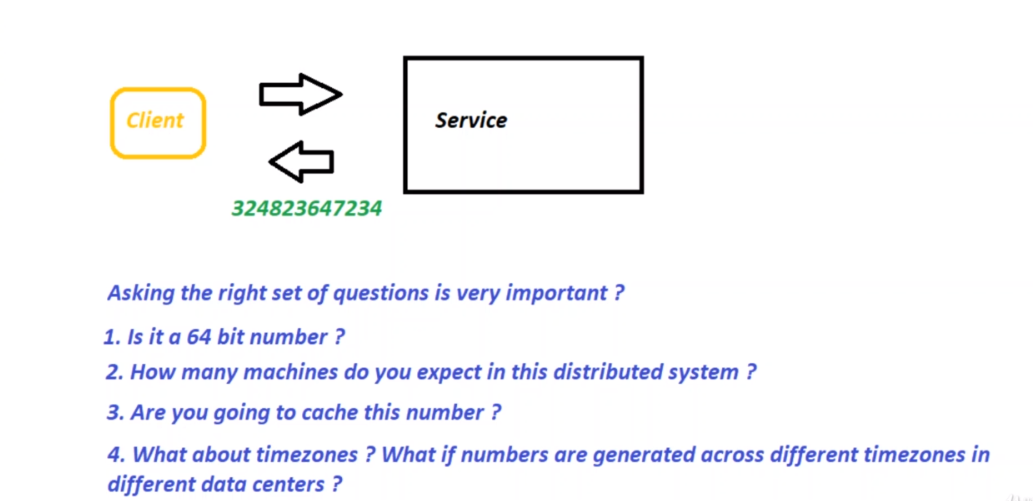 Client
Service
324823647234
Asking the right set of questions is very important ?
1. Is it a 64 bit number ?
2. How many machines do you expect in this distributed system ?
3. Are you going to cache this number ?
4. What about timezones ? What if numbers are generated across different timezones in
different data centers ?